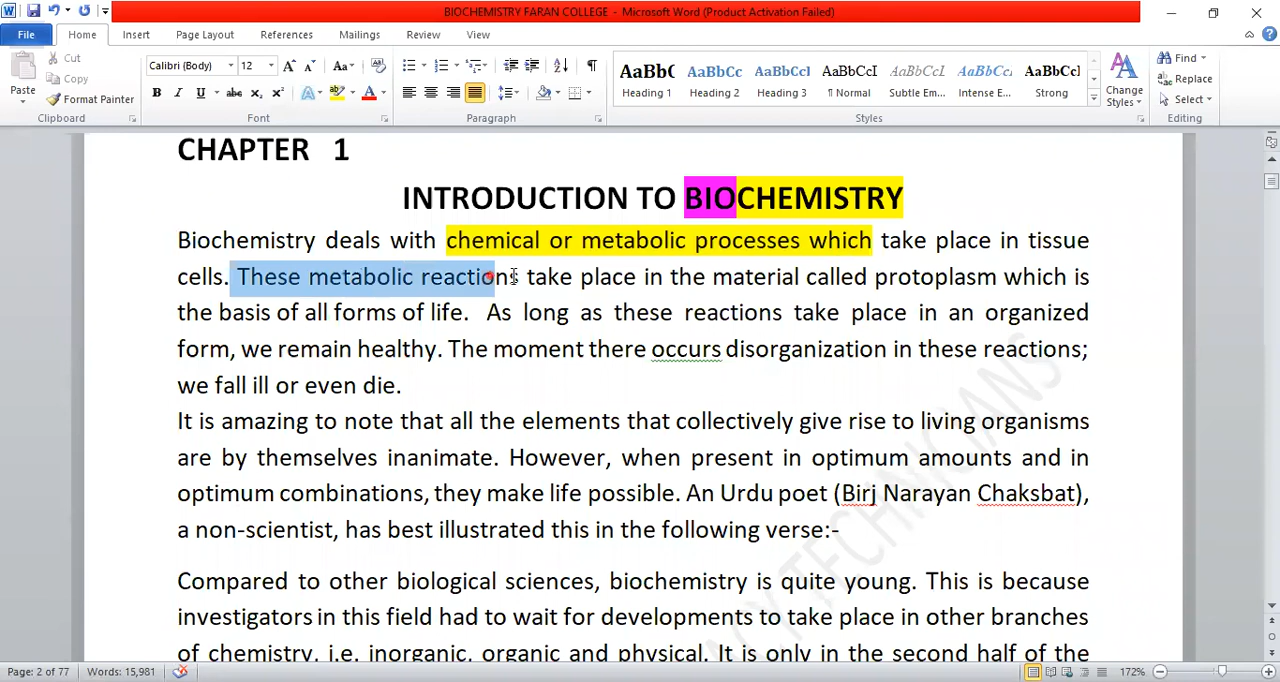 BIOCHEMISTRY FARAN COLLEGE - Microsoft Word (Product Activation Failed)
File Home Insert Page Layout References Mailings Review View
Cut
Copy
Format Painter
Paste
Clipboard
Calibri (Body) 12
Font
Paragraph
AaBbC AaBbCc AaBbCcI AaBbCcI AaBbCcI AaBbCcI AaBbCcI
Heading 1 Heading 2 Heading 3 ¶ Normal Subtle Em... Intense E... Strong
Change Styles
Styles
Find
Replace
Select
Editing
CHAPTER 1
INTRODUCTION TO BIOCHEMISTRY
Biochemistry deals with chemical or metabolic processes which take place in tissue
cells. These metabolic reactions take place in the material called protoplasm which is
the basis of all forms of life. As long as these reactions take place in an organized
form, we remain healthy. The moment there occurs disorganization in these reactions;
we fall ill or even die.
It is amazing to note that all the elements that collectively give rise to living organisms
are by themselves inanimate. However, when present in optimum amounts and in
optimum combinations, they make life possible. An Urdu poet (Birj Narayan Chaksbat),
a non-scientist, has best illustrated this in the following verse:-
Compared to other biological sciences, biochemistry is quite young. This is because
investigators in this field had to wait for developments to take place in other branches
of chemistry, i.e. inorganic, organic and physical. It is only in the second half of the
Page: 2 of 77 Words: 15,981 172%